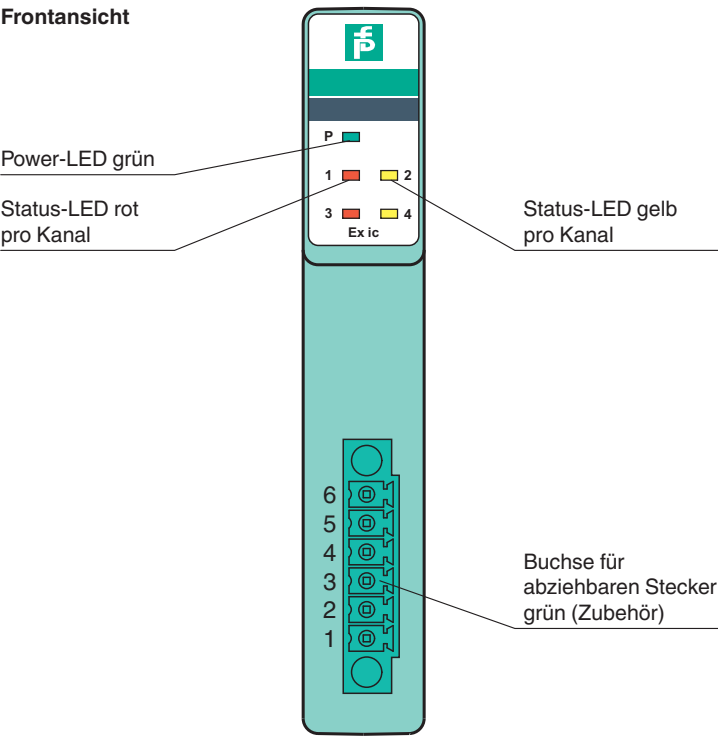 Frontansicht
P
Power-LED grün
1 2
Status-LED rot
pro Kanal
Status-LED gelb
pro Kanal
3 4
Ex ic
6
5
4
3
2
1
Buchse für
abziehbaren Stecker
grün (Zubehör)